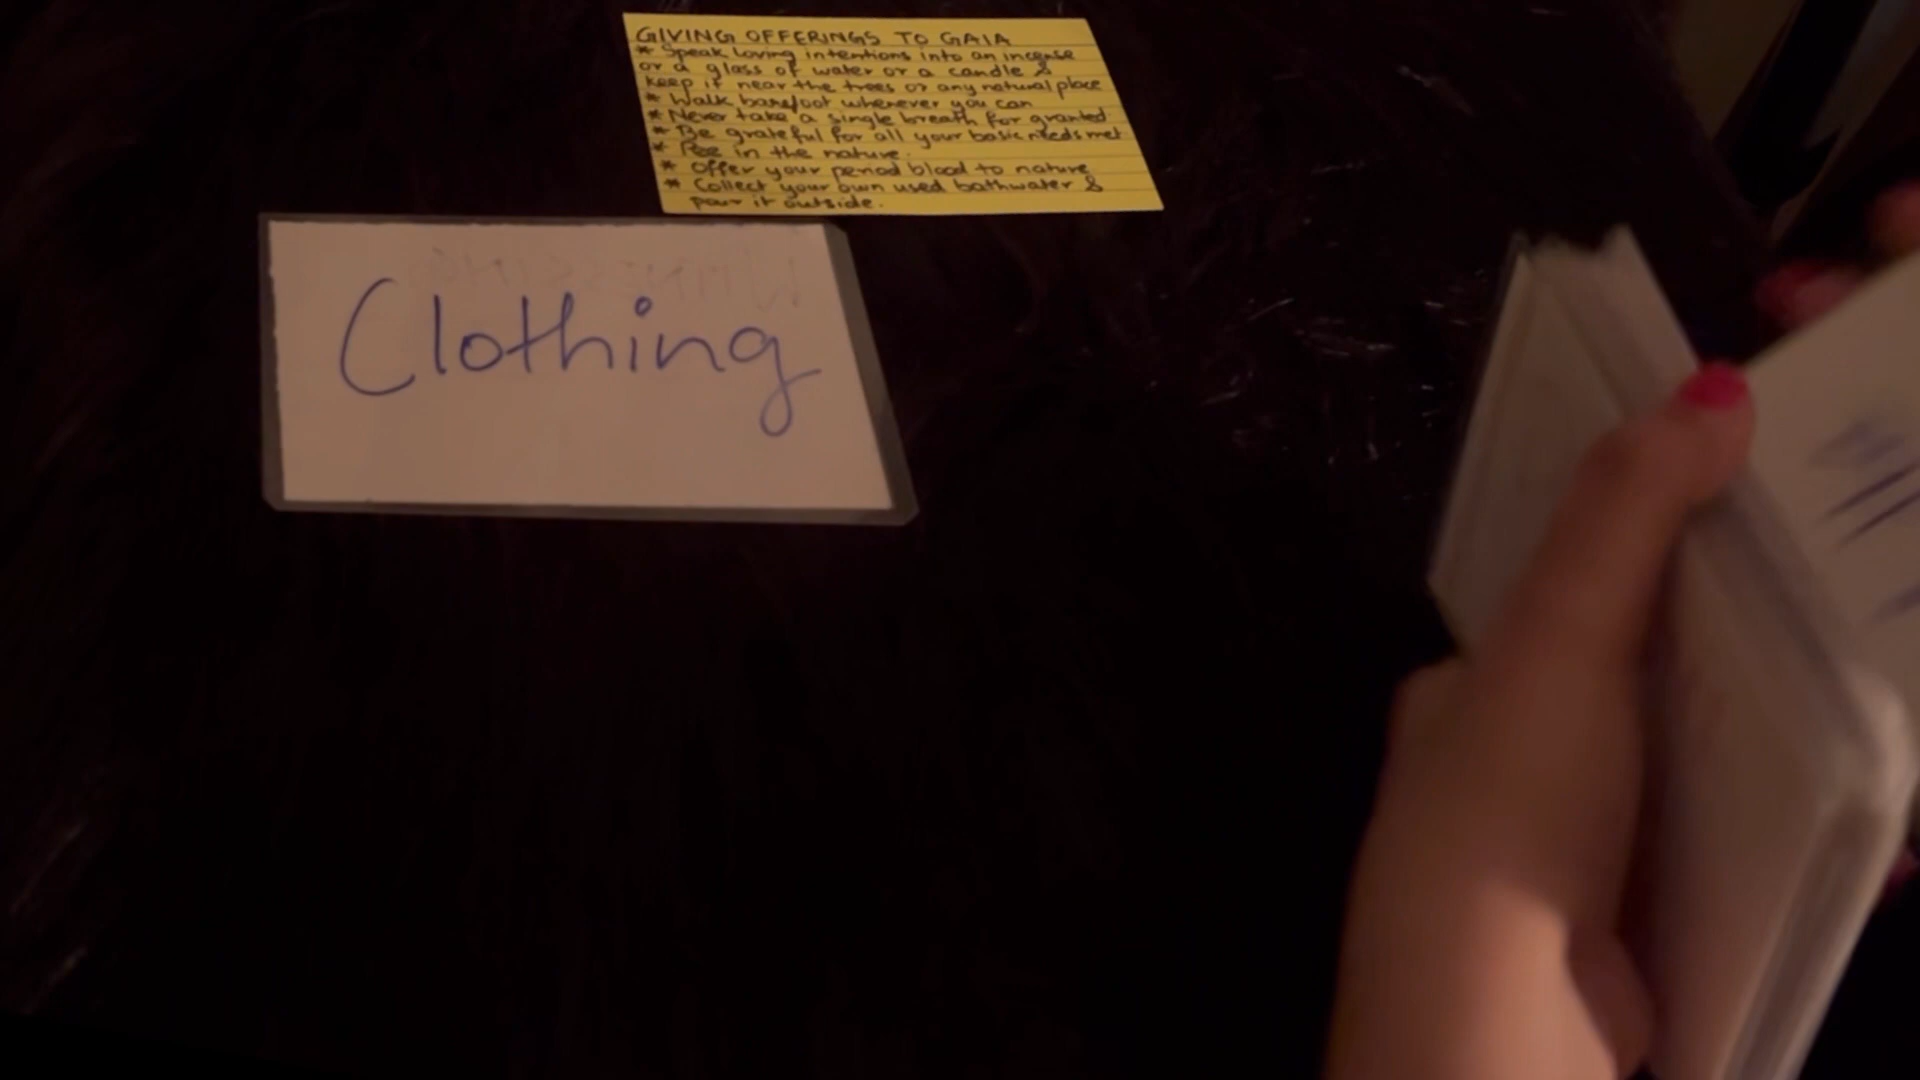 GIVING OFFERINGS TO GAIA
* Speak loving intentions into an incense
or a glass of water or a candle &
keep it near the trees or any natural place
* Walk barefoot wherever you can
* Never take a single breath for granted
* Be grateful for all your basic needs met
* Pee in the nature.
* Offer your period blood to nature
* Collect your own used bathwater &
pour it outside.
Clothing